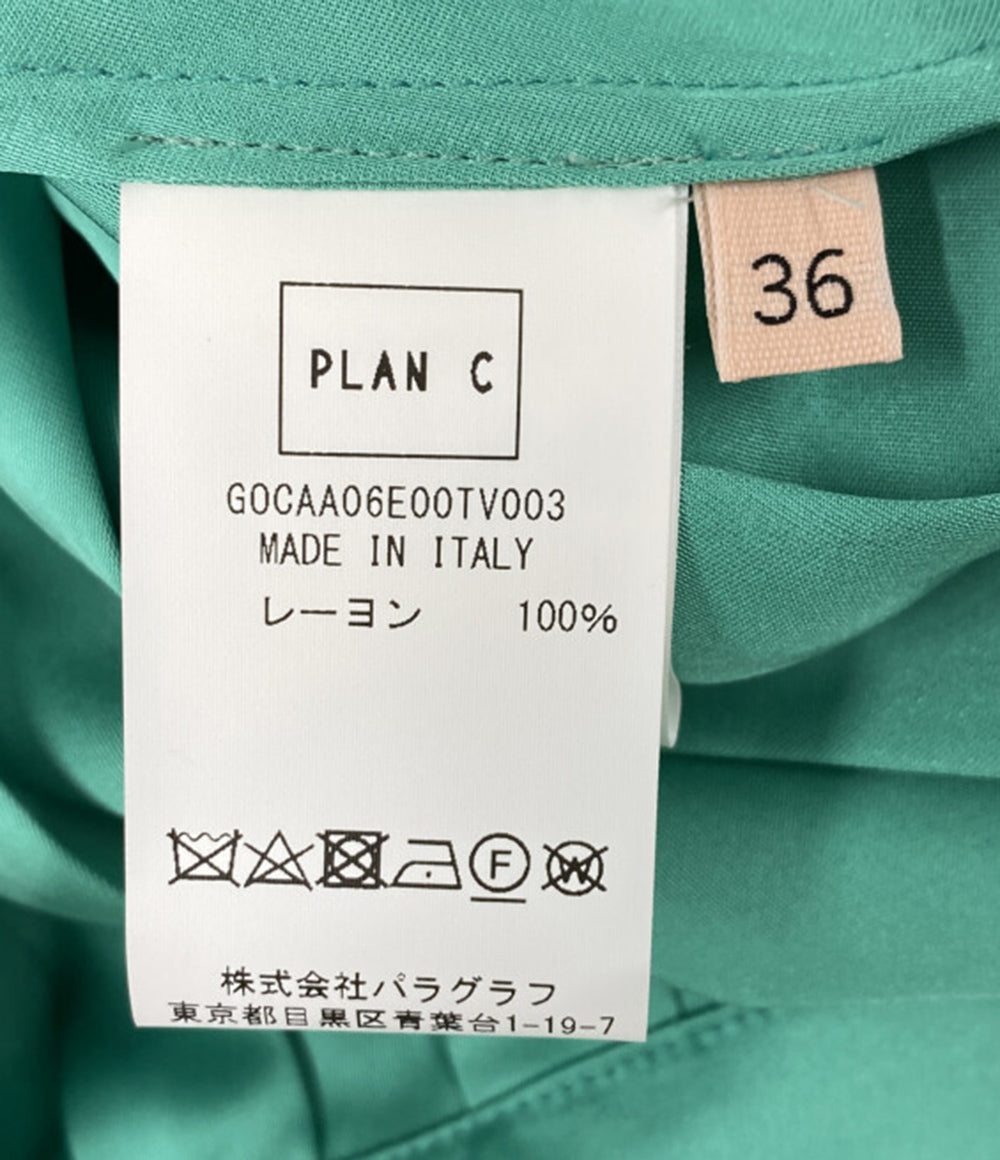 PLAN C
36
G0CAA06E00TV003
MADE IN ITALY
レーヨン 100%
F
W
株式会社パラグラフ
東京都目黒区青葉台1-19-7